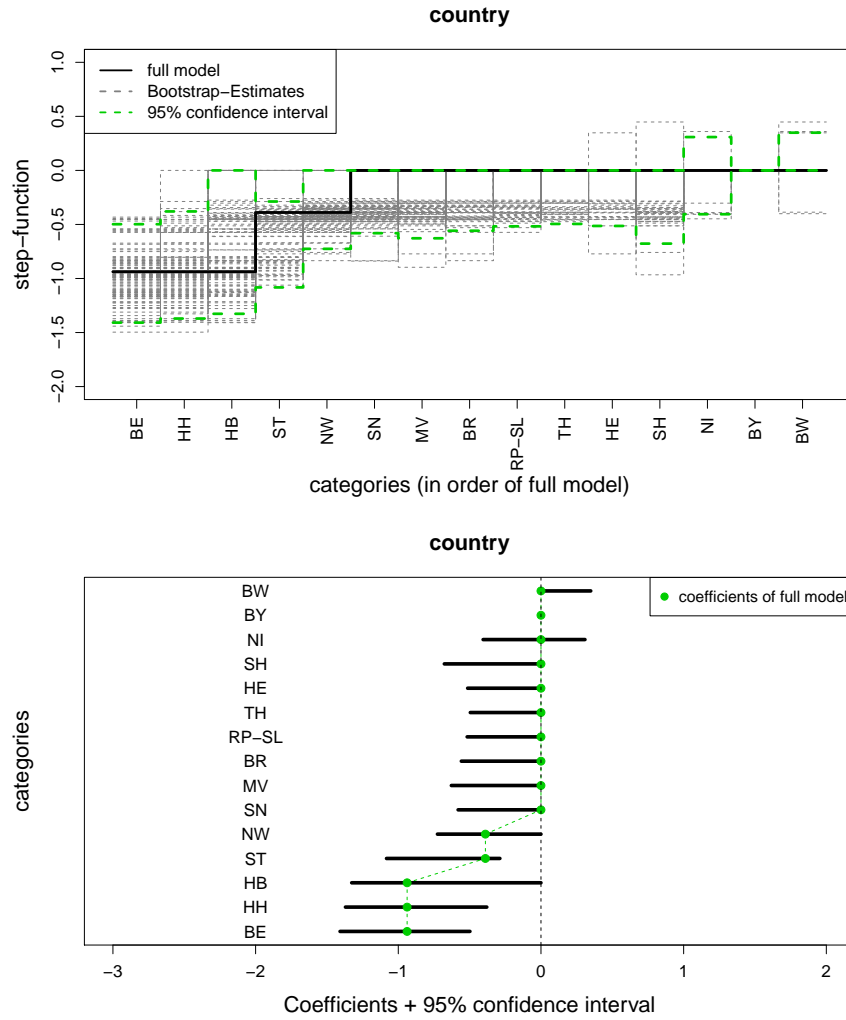 country
full model
Bootstrap−Estimates
95% confidence interval
step−function
1.0
0.5
0.0
−0.5
−1.0
−1.5
−2.0
BE
HH
HB
ST
NW
SN
MV
BR
RP−SL
TH
HE
SH
NI
BY
BW
categories (in order of full model)
country
coefficients of full model
categories
BW
BY
NI
SH
HE
TH
RP−SL
BR
MV
SN
NW
ST
HB
HH
BE
−3
−2
−1
0
1
2
Coefficients + 95% confidence interval